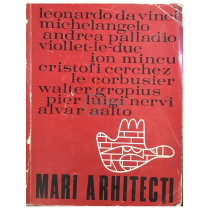 leonardo da vinci
michelangelo
andrea palladio
viollet-le-duc
ion mincu
cristofi cerchez
le corbusier
walter gropius
pier luigi nervi
alvar aalto
MARI ARHITECTI